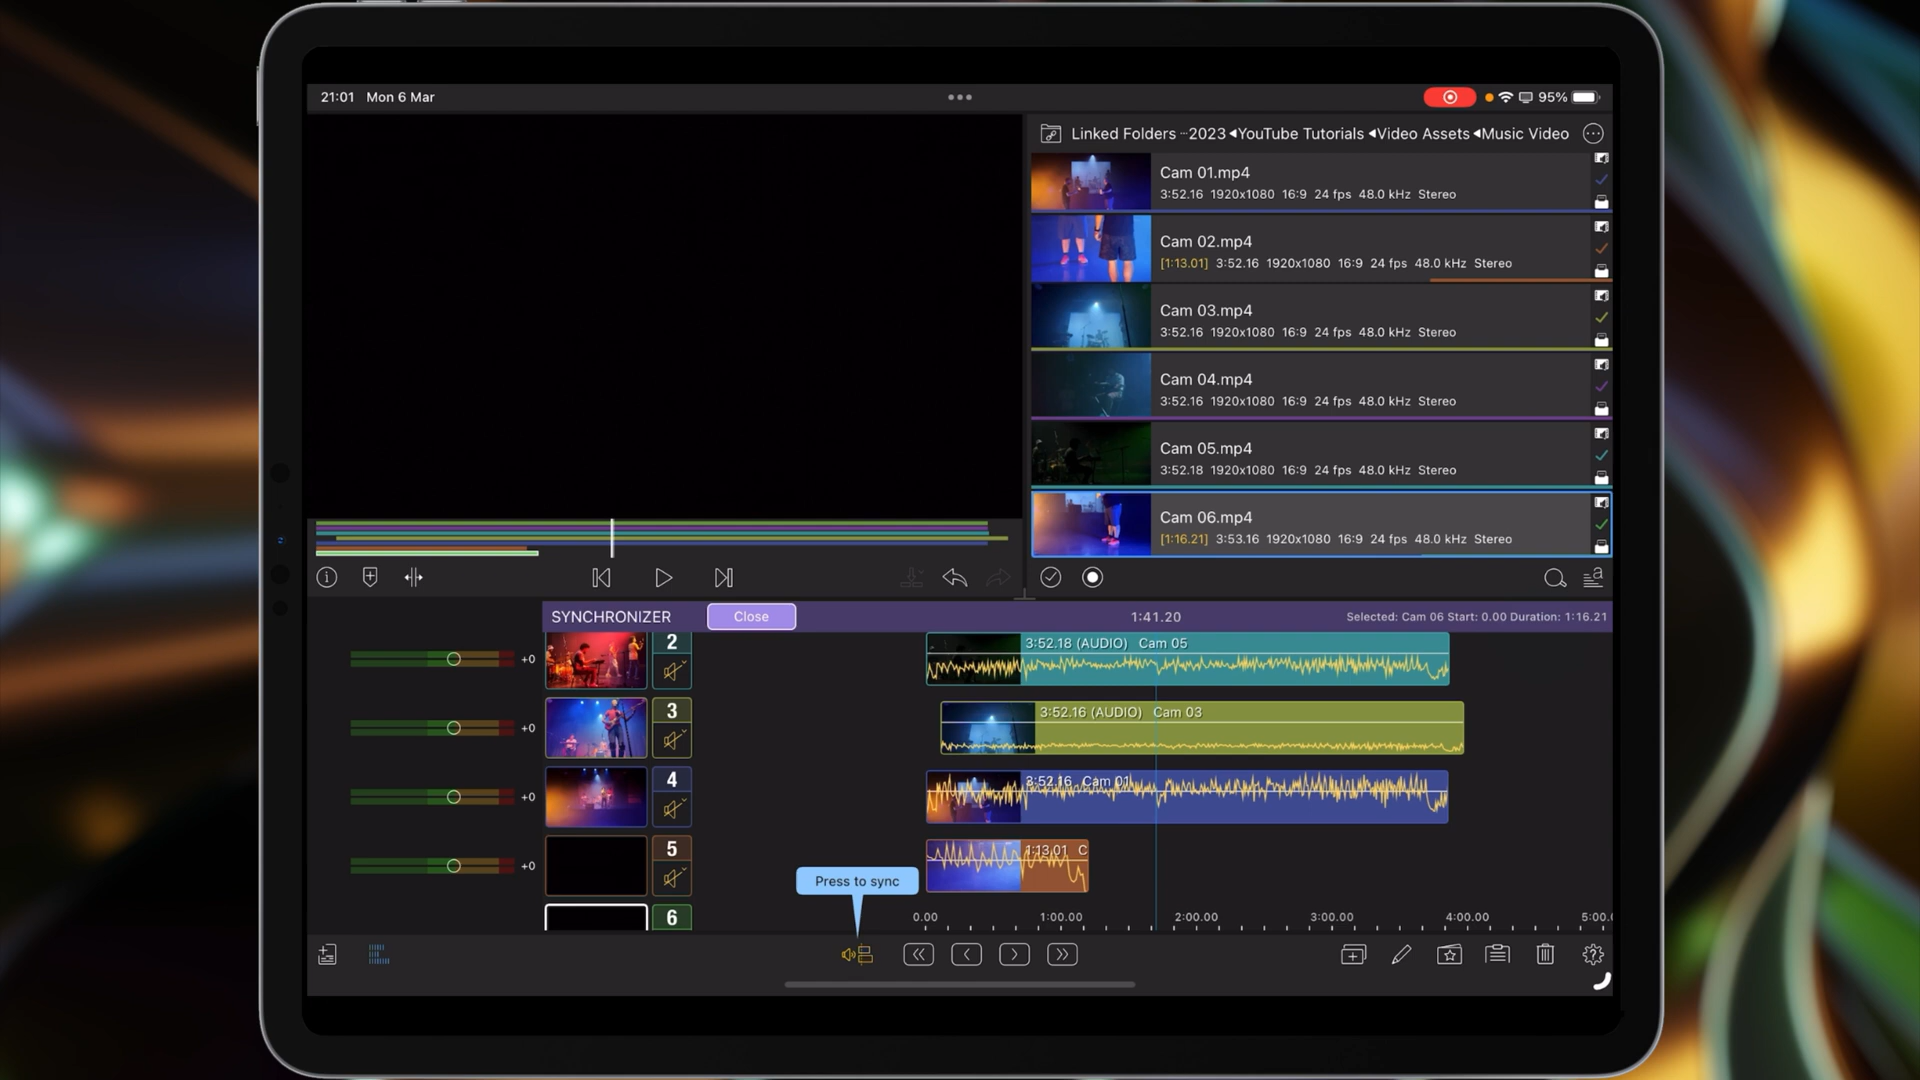 21:01 Mon 6 Mar
95%
Linked Folders ··2023 ◀YouTube Tutorials ◀Video Assets ◀Music Video
Cam 01.mp4
3:52.16 1920x1080 16:9 24 fps 48.0 kHz Stereo
Cam 02.mp4
[1:13.01] 3:52.16 1920x1080 16:9 24 fps 48.0 kHz Stereo
Cam 03.mp4
3:52.16 1920x1080 16:9 24 fps 48.0 kHz Stereo
Cam 04.mp4
3:52.16 1920x1080 16:9 24 fps 48.0 kHz Stereo
Cam 05.mp4
3:52.18 1920x1080 16:9 24 fps 48.0 kHz Stereo
Cam 06.mp4
[1:16.21] 3:53.16 1920x1080 16:9 24 fps 48.0 kHz Stereo
SYNCHRONIZER Close 1:41.20 Selected: Cam 06 Start: 0.00 Duration: 1:16.21
+0 2 3:52.18 (AUDIO) Cam 05
+0 3 3:52.16 (AUDIO) Cam 03
+0 4 3:52.16 Cam 01
+0 5 1:13.01 C
Press to sync
6
0.00 1:00.00 2:00.00 3:00.00 4:00.00 5:00.0